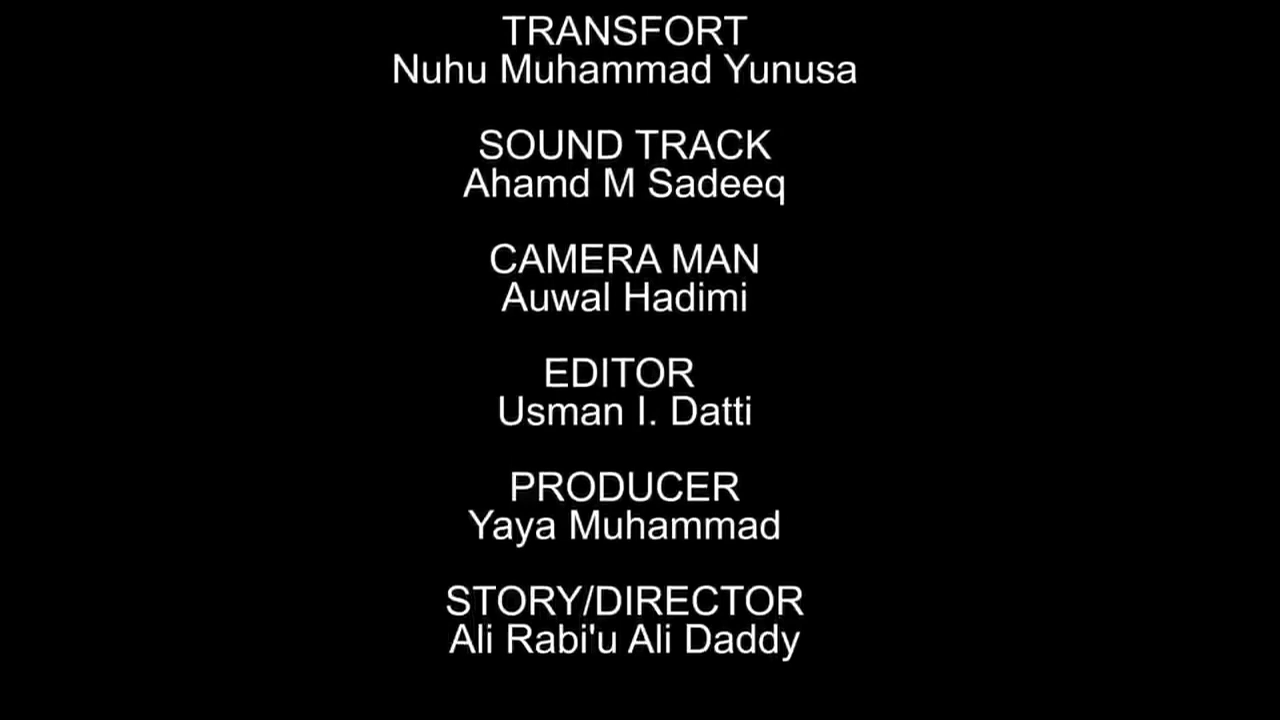 TRANSFORT
Nuhu Muhammad Yunusa
SOUND TRACK
Ahamd M Sadeeq
CAMERA MAN
Auwal Hadimi
EDITOR
Usman I. Datti
PRODUCER
Yaya Muhammad
STORY/DIRECTOR
Ali Rabi'u Ali Daddy